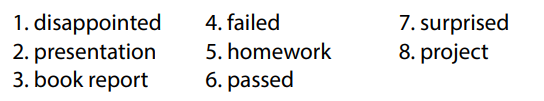 1. disappointed
2. presentation
3. book report
4. failed
5. homework
6. passed
7. surprised
8. project